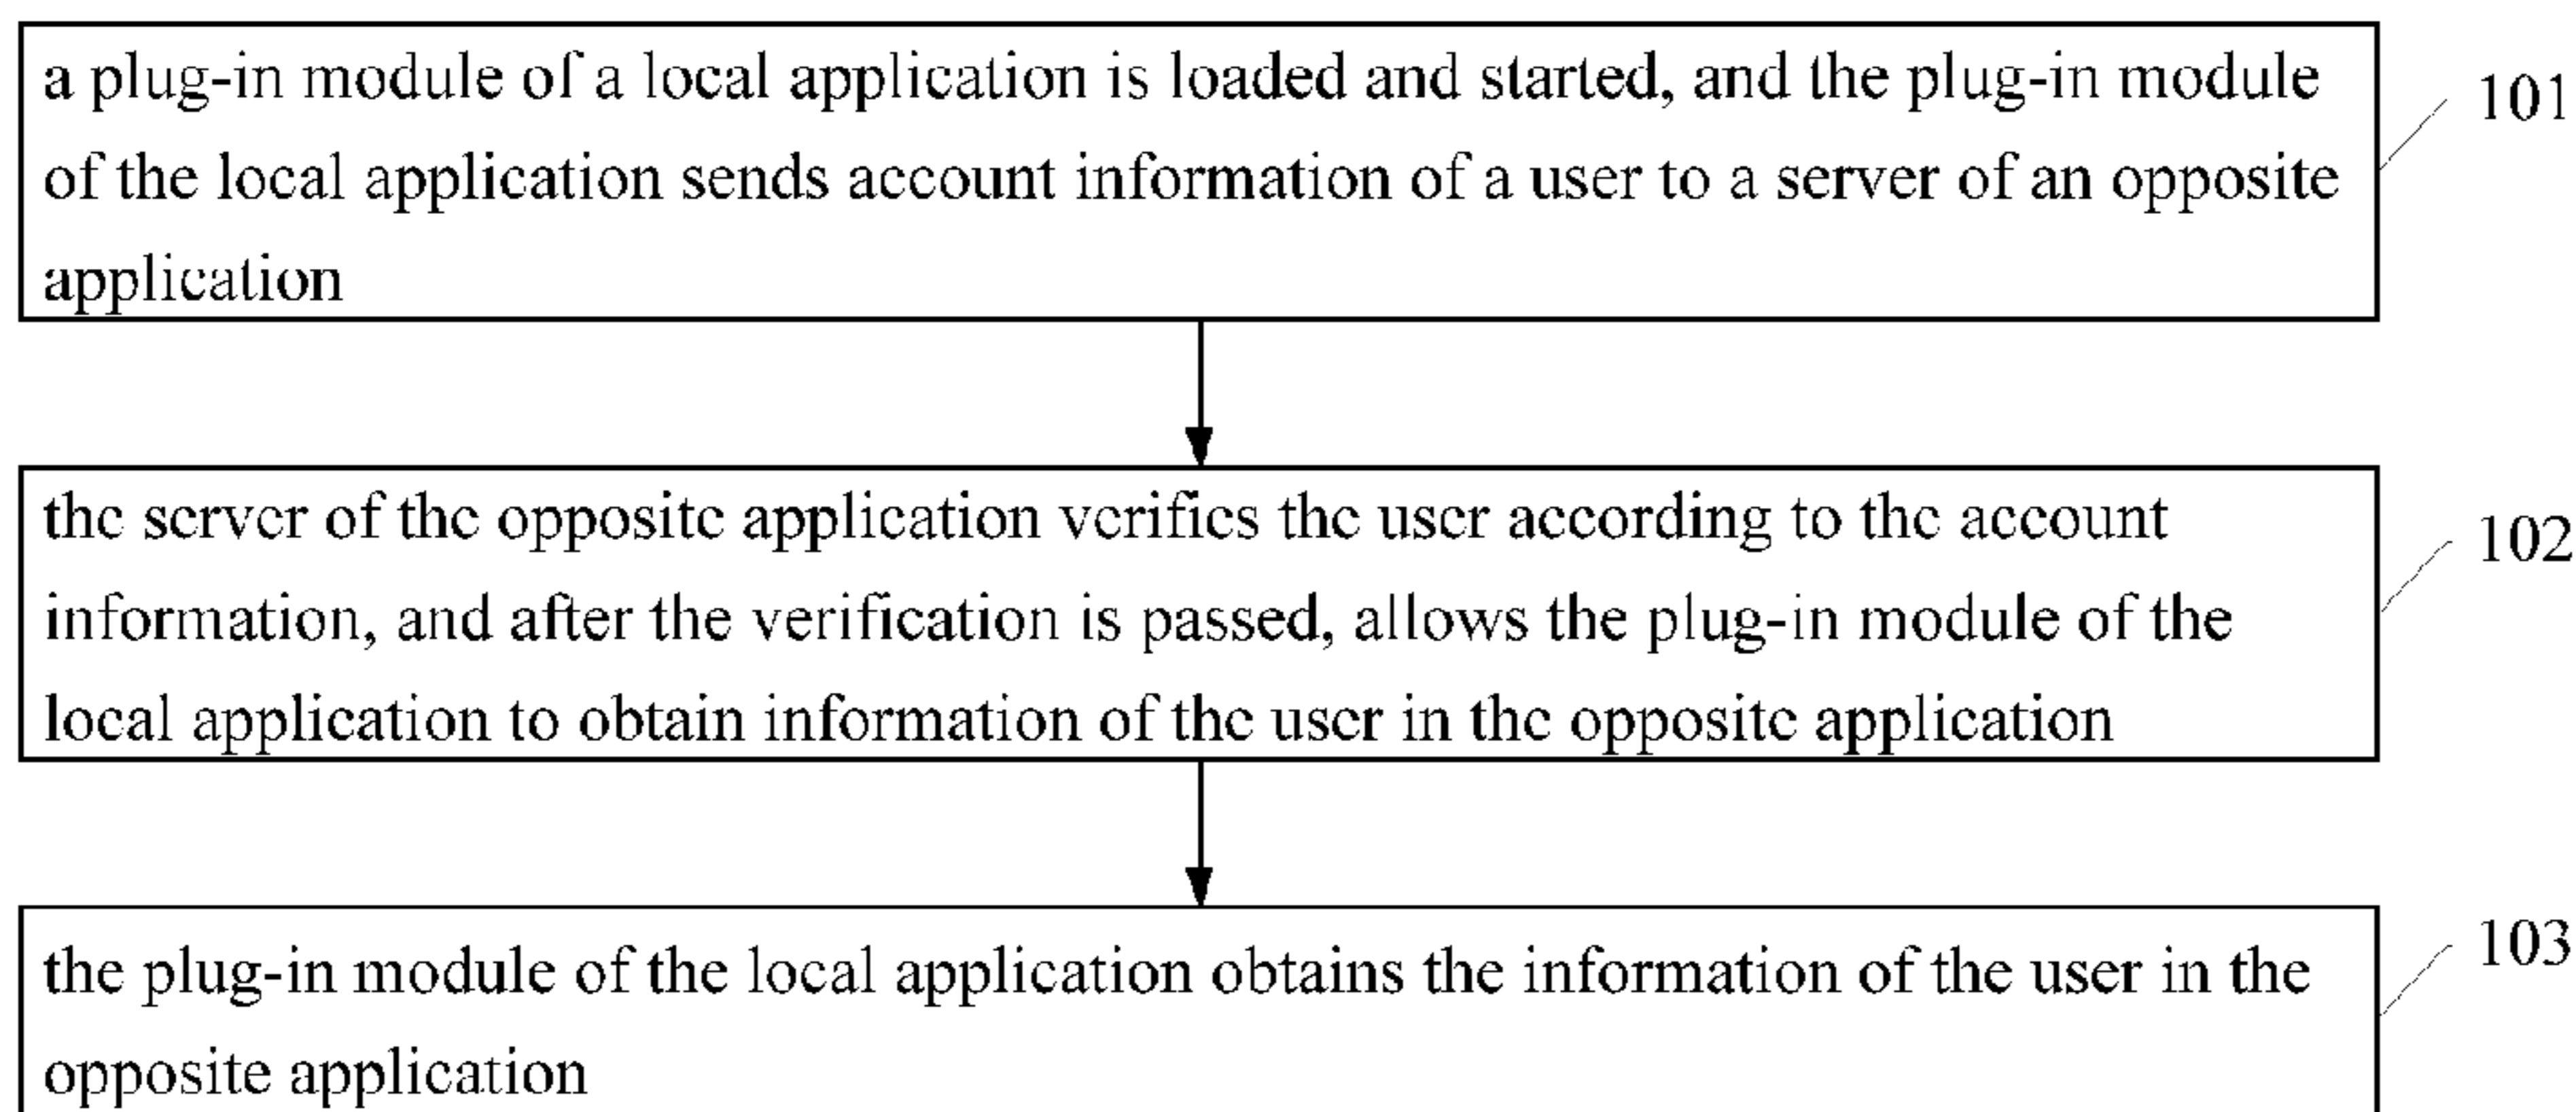 a plug-in module of a local application is loaded and started, and the plug-in module
of the local application sends account information of a user to a server of an opposite
application
101
the server of the opposite application verifies the user according to the account
information, and after the verification is passed, allows the plug-in module of the
local application to obtain information of the user in the opposite application
102
the plug-in module of the local application obtains the information of the user in the
opposite application
103